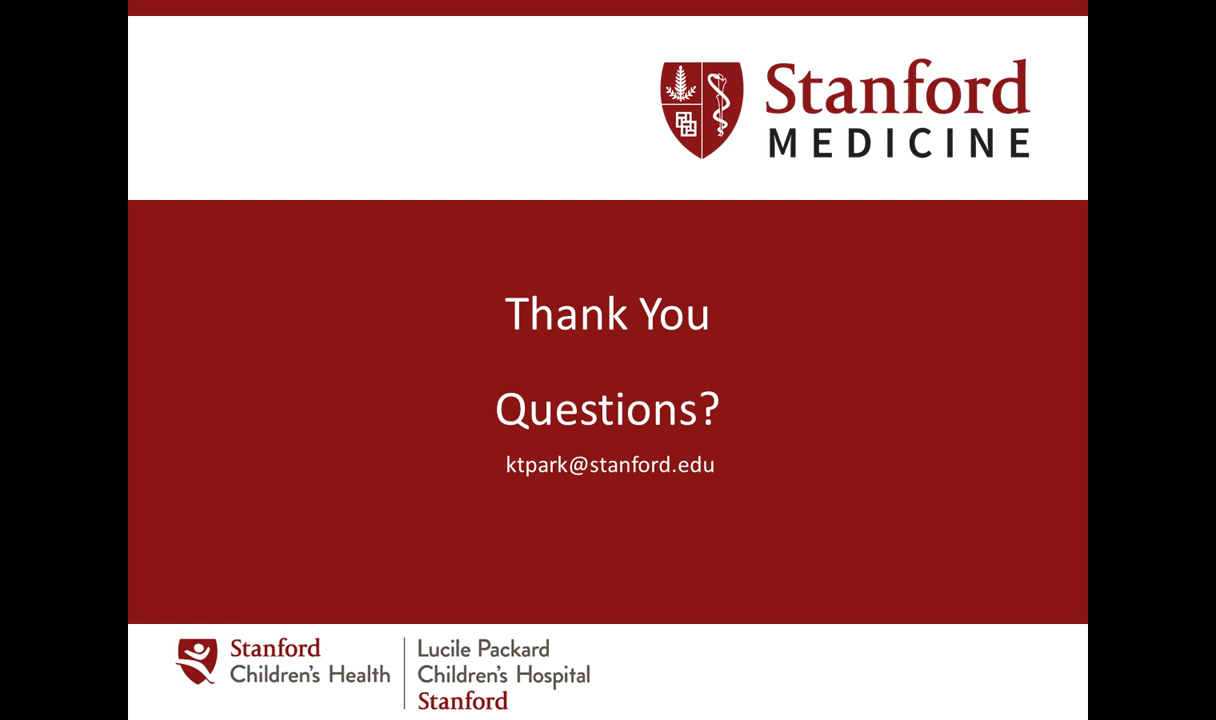 Stanford
MEDICINE
Thank You
Questions?
ktpark@stanford.edu
Stanford
Children's Health
Lucile Packard
Children's Hospital
Stanford